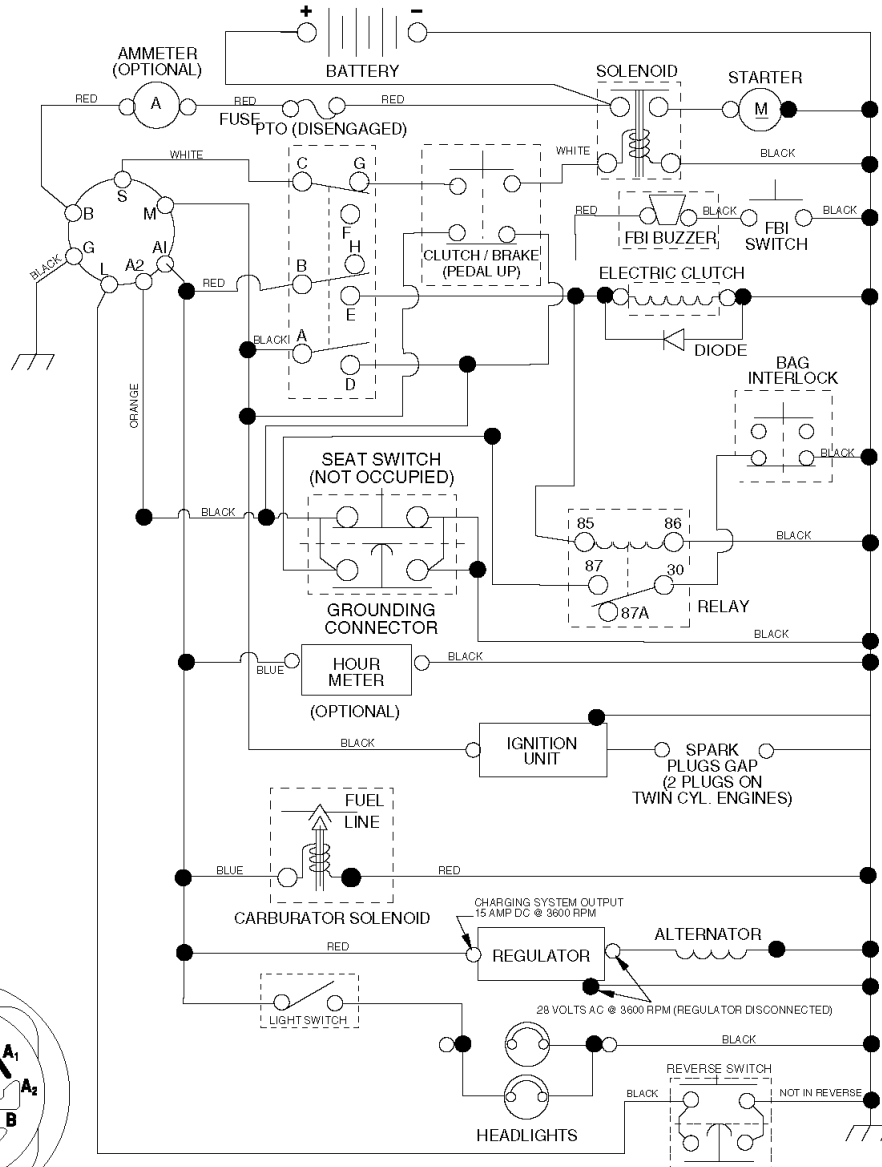 + -
BATTERY
AMMETER
(OPTIONAL)
SOLENOID
STARTER
RED
A
RED
FUSE
RED
PTO (DISENGAGED)
M
WHITE
WHITE
BLACK
S
C
G
B
M
F
RED
BLACK
BLACK
FBI BUZZER
FBI
SWITCH
G
A1
H
CLUTCH / BRAKE
(PEDAL UP)
BLACK
L
A2
B
RED
E
ELECTRIC CLUTCH
BLACK
A
DIODE
D
BAG
INTERLOCK
ORANGE
BLACK
SEAT SWITCH
(NOT OCCUPIED)
BLACK
85
86
BLACK
87
30
87A
RELAY
GROUNDING
CONNECTOR
BLACK
BLUE
HOUR
METER
BLACK
(OPTIONAL)
BLACK
IGNITION
UNIT
SPARK
PLUGS GAP
(2 PLUGS ON
TWIN CYL. ENGINES)
FUEL
LINE
BLUE
RED
CARBURATOR SOLENOID
CHARGING SYSTEM OUTPUT
15 AMP DC @ 3600 RPM
RED
REGULATOR
ALTERNATOR
28 VOLTS AC @ 3600 RPM (REGULATOR DISCONNECTED)
LIGHT SWITCH
BLACK
HEADLIGHTS
REVERSE SWITCH
BLACK
NOT IN REVERSE
A1
A2
B